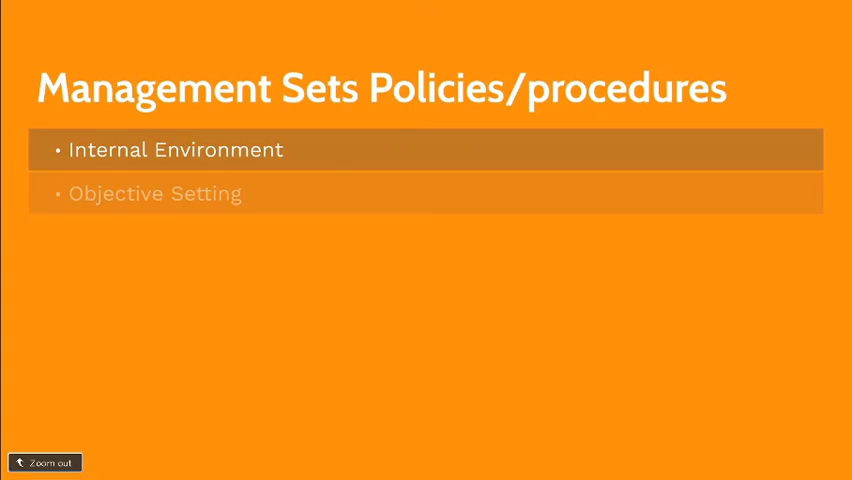 Management Sets Policies/procedures
• Internal Environment
• Objective Setting
Zoom out